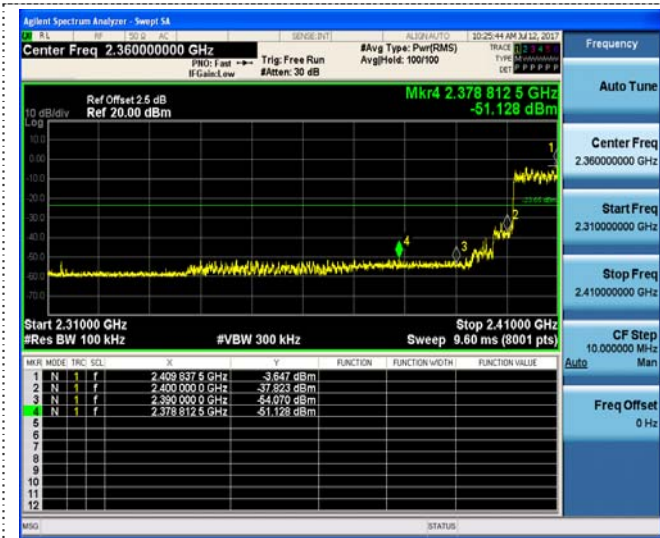 Agilent Spectrum Analyzer - Swept SA
RL RF 50 Ω AC SENSE:INT ALIGNAUTO 10:25:44 AM Jul 12, 2017
Center Freq 2.360000000 GHz
PNO: Fast
IFGain:Low
Trig: Free Run
#Atten: 30 dB
#Avg Type: Pwr(RMS)
Avg|Hold: 100/100
TRACE 1 2 3 4 5 6
TYPE
DET P P P P P P
Ref Offset 2.5 dB
Ref 20.00 dBm
10 dB/div
Log
Mkr4 2.378 812 5 GHz
-51.128 dBm
10.0
0.00
-10.0
-20.0
-30.0
-40.0
-50.0
-60.0
-70.0
1
2
3
4
-23.65 dBm
Start 2.31000 GHz
#Res BW 100 kHz
#VBW 300 kHz
Stop 2.41000 GHz
Sweep 9.60 ms (8001 pts)
MKR MODE TRC SCL X Y FUNCTION FUNCTION WIDTH FUNCTION VALUE
1 N 1 f 2.409 837 5 GHz -3.647 dBm
2 N 1 f 2.400 000 0 GHz -37.823 dBm
3 N 1 f 2.390 000 0 GHz -54.070 dBm
4 N 1 f 2.378 812 5 GHz -51.128 dBm
5
6
7
8
9
10
11
12
MSG STATUS
Frequency
Auto Tune
Center Freq
2.360000000 GHz
Start Freq
2.310000000 GHz
Stop Freq
2.410000000 GHz
CF Step
10.000000 MHz
Auto Man
Freq Offset
0 Hz